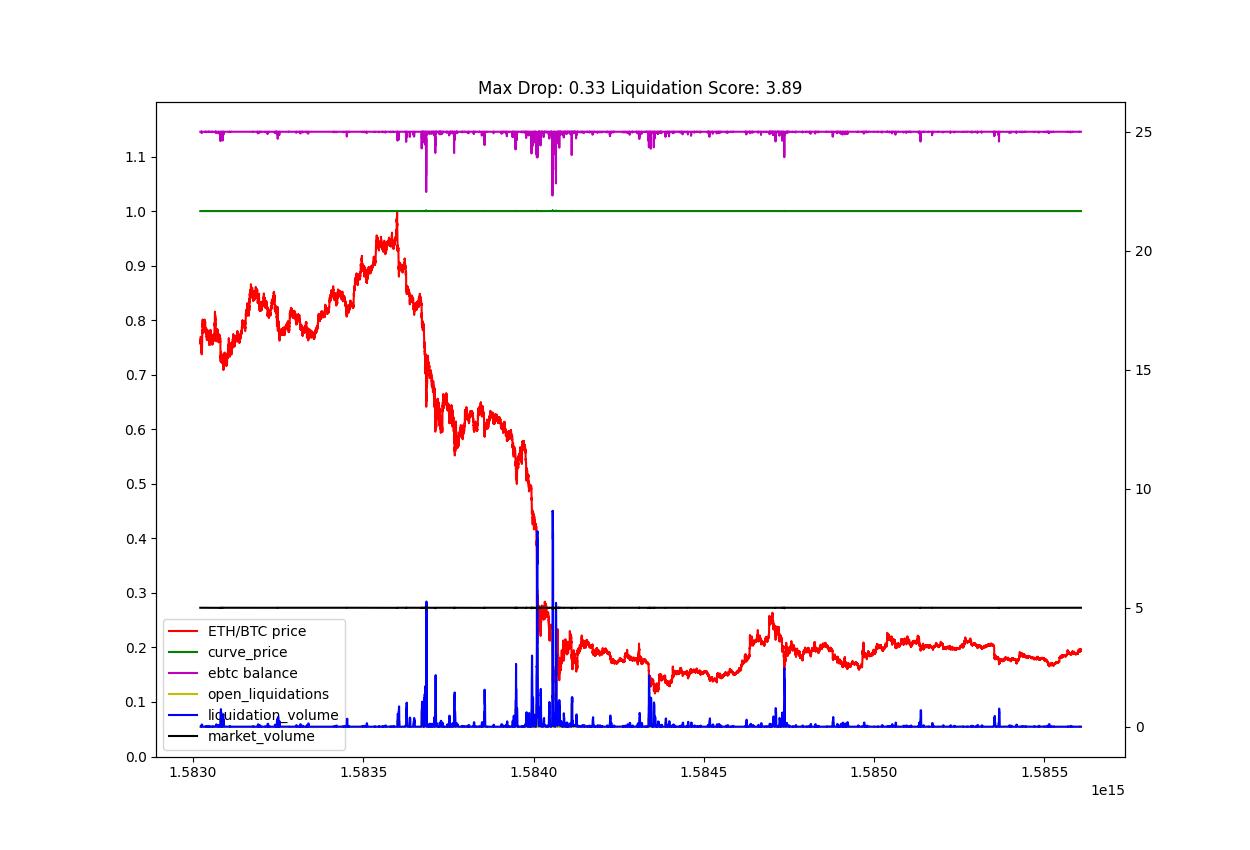 Max Drop: 0.33 Liquidation Score: 3.89
1.1
1.0
0.9
0.8
0.7
0.6
0.5
0.4
0.3
0.2
0.1
0.0
25
20
15
10
5
0
ETH/BTC price
curve_price
ebtc balance
open_liquidations
liquidation_volume
market_volume
1.5830 1.5835 1.5840 1.5845 1.5850 1.5855
1e15